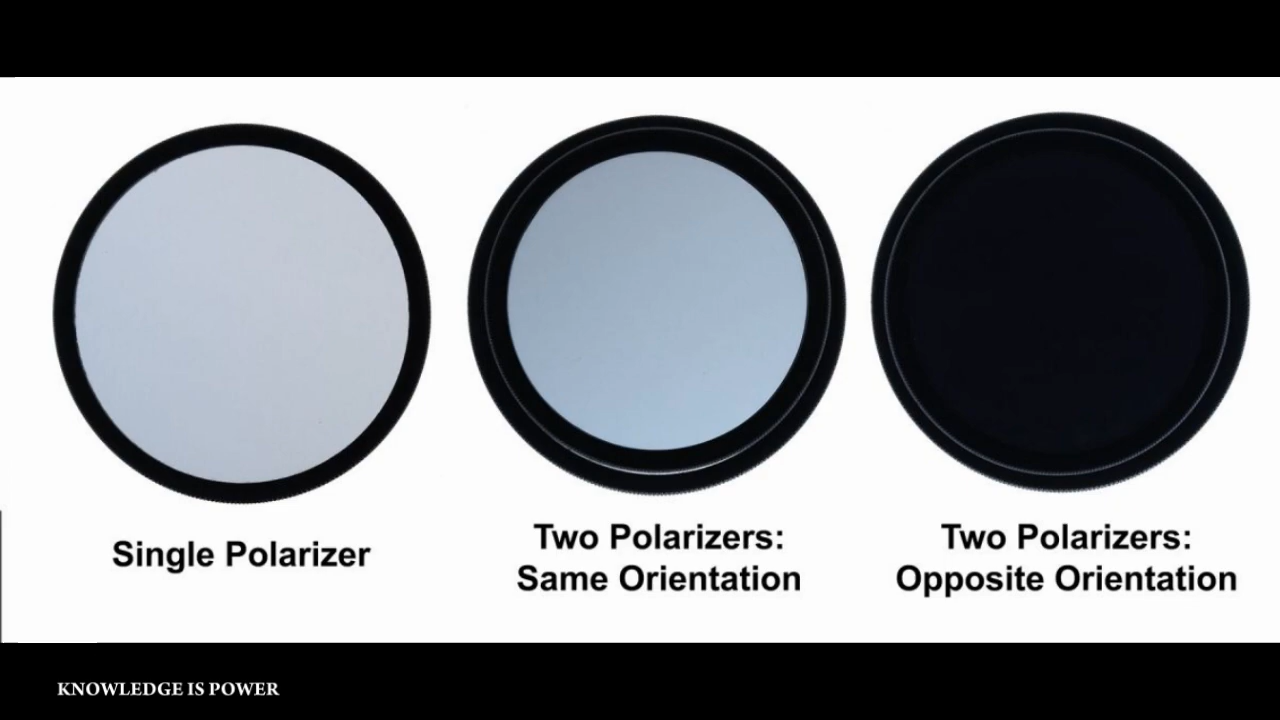 Single Polarizer
Two Polarizers:
Same Orientation
Two Polarizers:
Opposite Orientation
KNOWLEDGE IS POWER